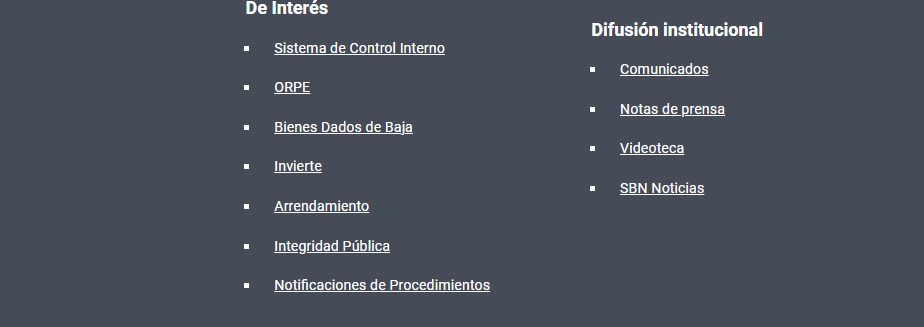 De Interés
Sistema de Control Interno
ORPE
Bienes Dados de Baja
Invierte
Arrendamiento
Integridad Pública
Notificaciones de Procedimientos
Difusión institucional
Comunicados
Notas de prensa
Videoteca
SBN Noticias